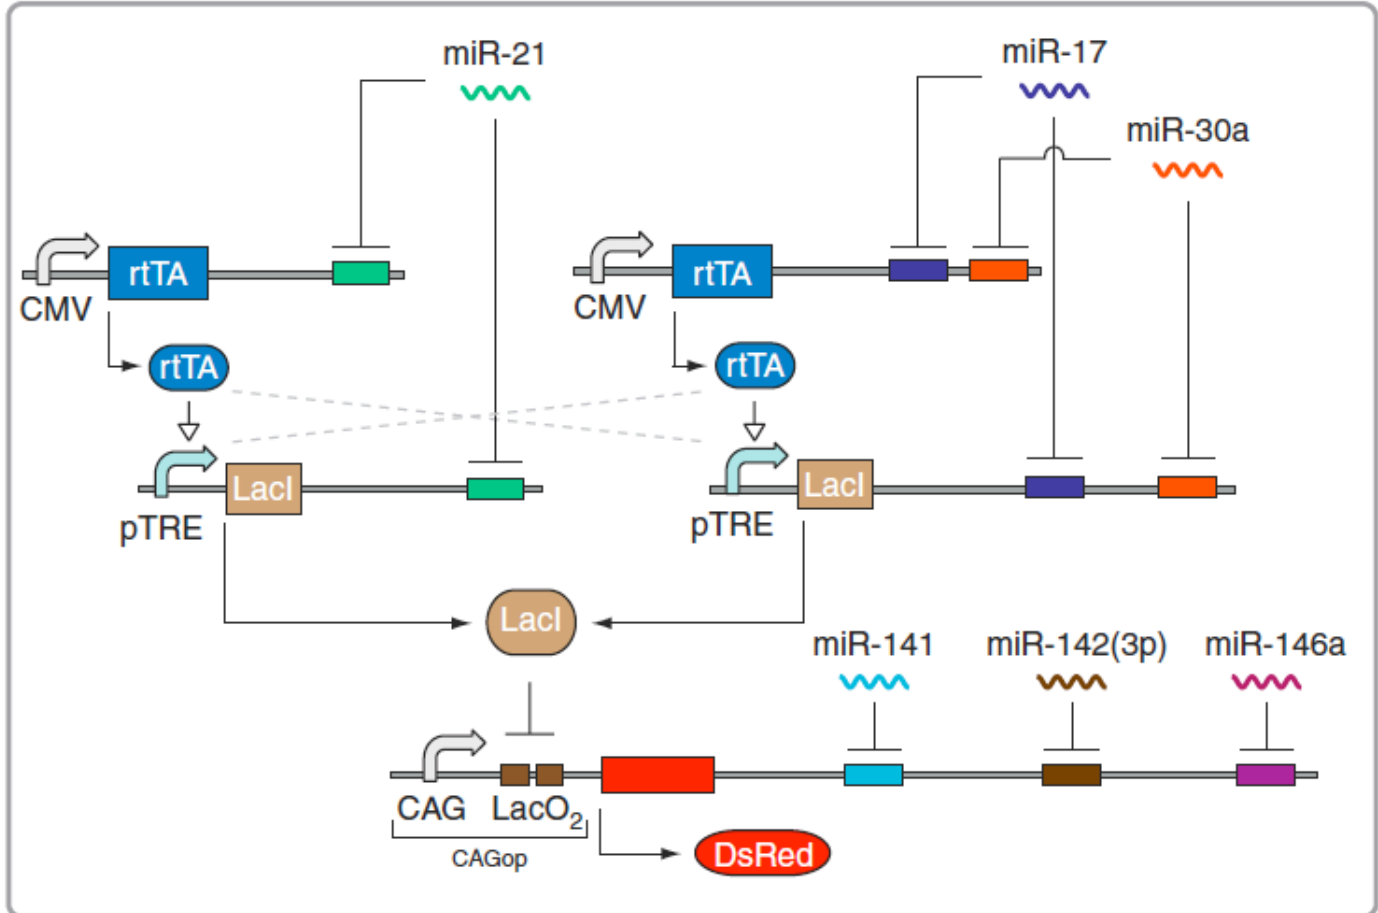 miR-21
miR-17
miR-30a
rtTA
CMV
rtTA
CMV
rtTA
rtTA
LacI
pTRE
LacI
pTRE
LacI
miR-141
miR-142(3p)
miR-146a
CAG
LacO2
CAGop
DsRed